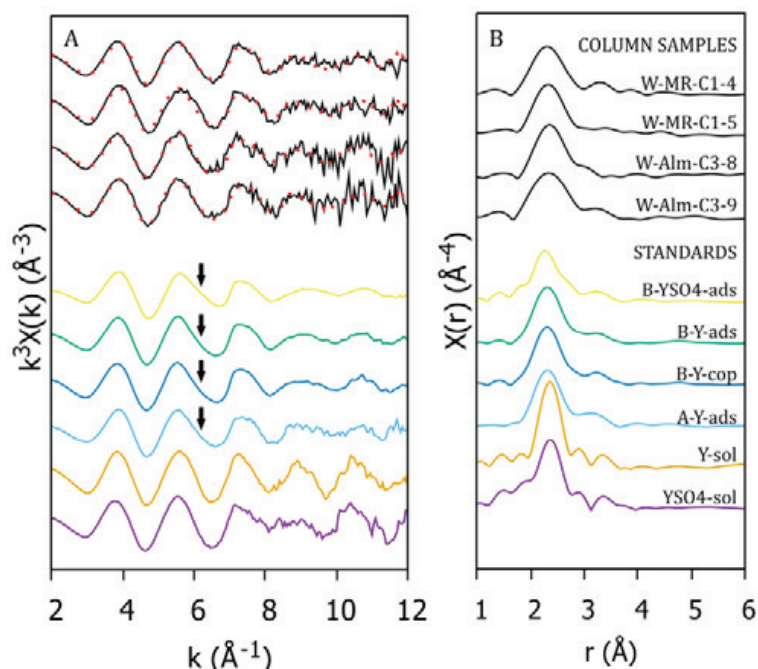 A
k³X(k) (Å⁻³)
2 4 6 8 10 12
k (Å⁻¹)
B
COLUMN SAMPLES
W-MR-C1-4
W-MR-C1-5
W-Alm-C3-8
W-Alm-C3-9
STANDARDS
B-YSO4-ads
B-Y-ads
B-Y-cop
A-Y-ads
Y-sol
YSO4-sol
X(r) (Å⁻⁴)
1 2 3 4 5 6
r (Å)